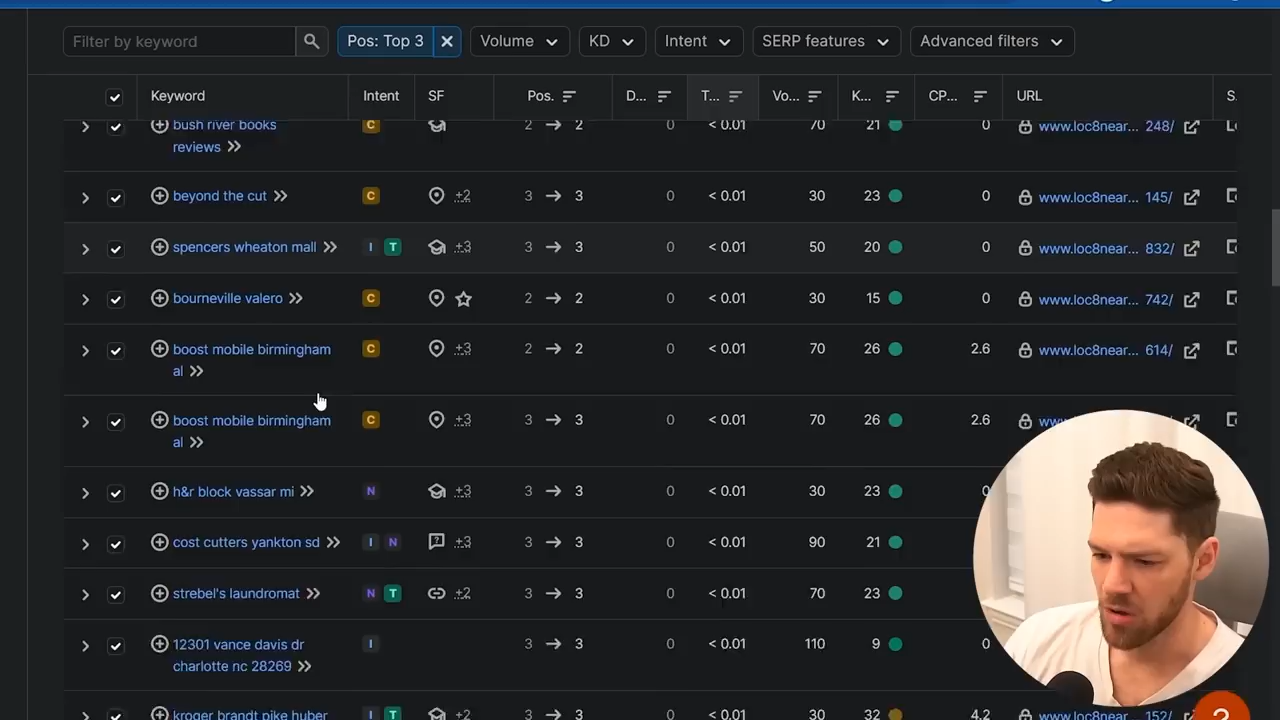 Filter by keyword
Pos: Top 3
Volume
KD
Intent
SERP features
Advanced filters
Keyword Intent SF Pos. D... T... Vo... K... CP... URL S.
bush river books C 2 → 2 0 < 0.01 70 21 0 www.loc8near... 248/
reviews
beyond the cut C +2 3 → 3 0 < 0.01 30 23 0 www.loc8near... 145/
spencers wheaton mall I T +3 3 → 3 0 < 0.01 50 20 0 www.loc8near... 832/
bourneville valero C 2 → 2 0 < 0.01 30 15 0 www.loc8near... 742/
boost mobile birmingham C +3 2 → 2 0 < 0.01 70 26 2.6 www.loc8near... 614/
al
boost mobile birmingham C +3 3 → 3 0 < 0.01 70 26 2.6
al
h&r block vassar mi N +3 3 → 3 0 < 0.01 30 23 0
cost cutters yankton sd I N +3 3 → 3 0 < 0.01 90 21
strebel's laundromat N T +2 3 → 3 0 < 0.01 70 23
12301 vance davis dr I 3 → 3 0 < 0.01 110 9 0
charlotte nc 28269
kroger brandt pike huber I T +2 3 → 3 0 < 0.01 30 32 4.2 www.loc8near... 152/
?